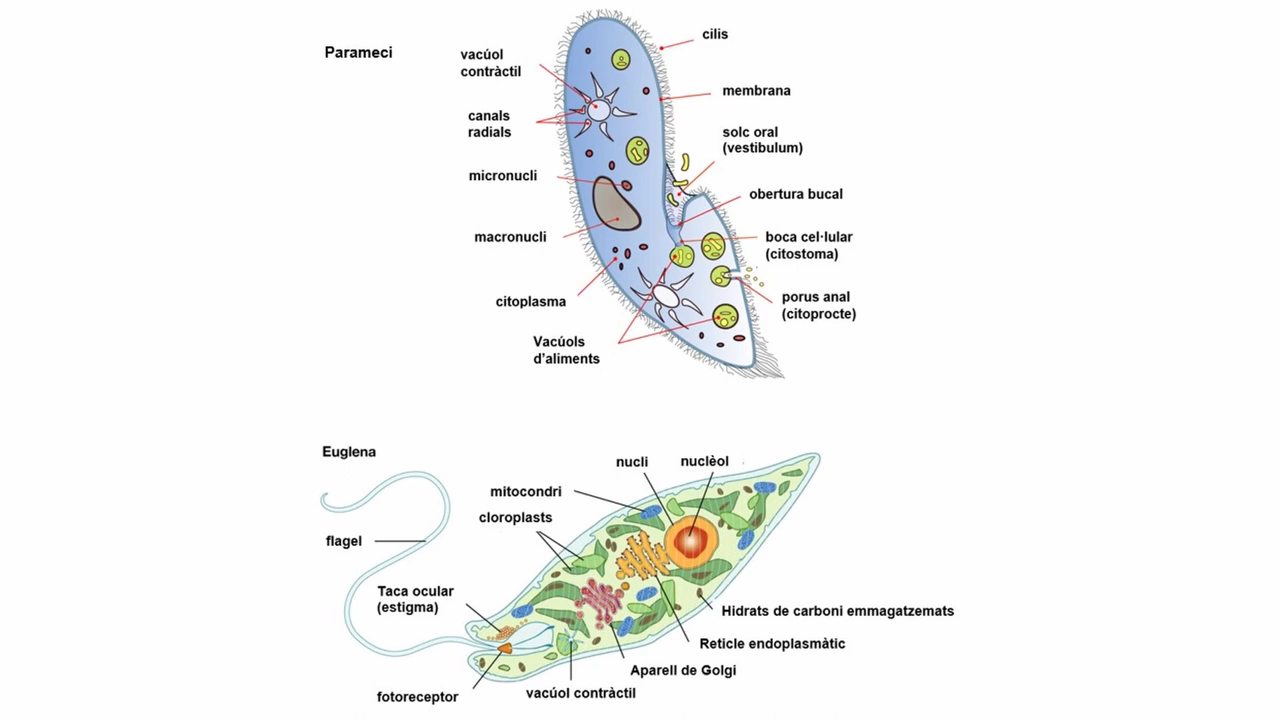 Parameci
vacúol
contràctil
canals
radials
micronucli
macronucli
citoplasma
Vacúols
d’aliments
cilis
membrana
solc oral
(vestibulum)
obertura bucal
boca cel·lular
(citostoma)
porus anal
(citoprocte)
Euglena
nucli
nuclèol
mitocondri
cloroplasts
flagel
Taca ocular
(estigma)
fotoreceptor
vacúol contràctil
Aparell de Golgi
Reticle endoplasmàtic
Hidrats de carboni emmagatzemats